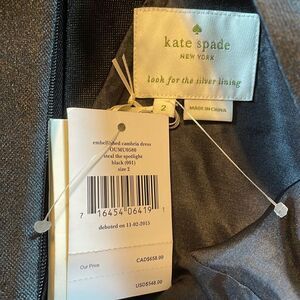 kate spade
NEW YORK
look for the silver lining
2
MADE IN CHINA
embellished cambria dress
steal the spotlight
black (001)
size 2
7 16454 06419 1
debuted on 11-02-2015
Our Price
CAD$658.00
USD$548.00